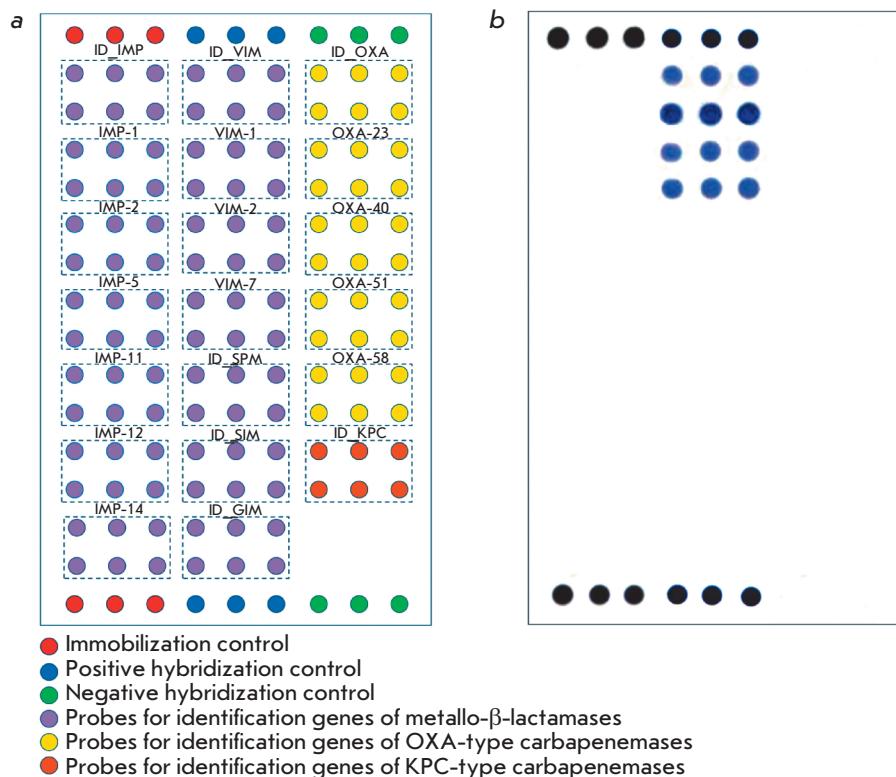 a
b
ID_IMP ID_VIM ID_OXA
IMP-1 VIM-1 OXA-23
IMP-2 VIM-2 OXA-40
IMP-5 VIM-7 OXA-51
IMP-11 ID_SPM OXA-58
IMP-12 ID_SIM ID_KPC
IMP-14 ID_GIM
Immobilization control
Positive hybridization control
Negative hybridization control
Probes for identification genes of metallo-β-lactamases
Probes for identification genes of OXA-type carbapenemases
Probes for identification genes of KPC-type carbapenemases